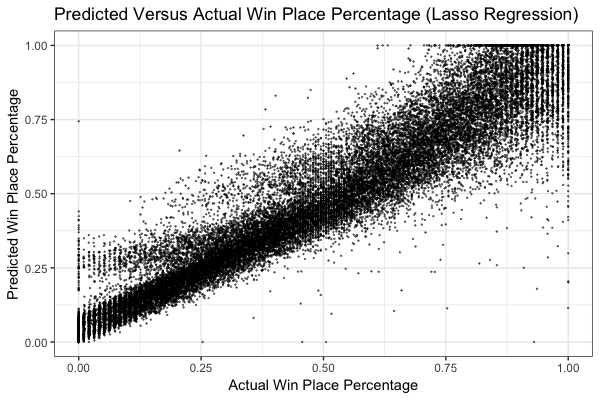 Predicted Versus Actual Win Place Percentage (Lasso Regression)
Predicted Win Place Percentage
1.00
0.75
0.50
0.25
0.00
0.00 0.25 0.50 0.75 1.00
Actual Win Place Percentage